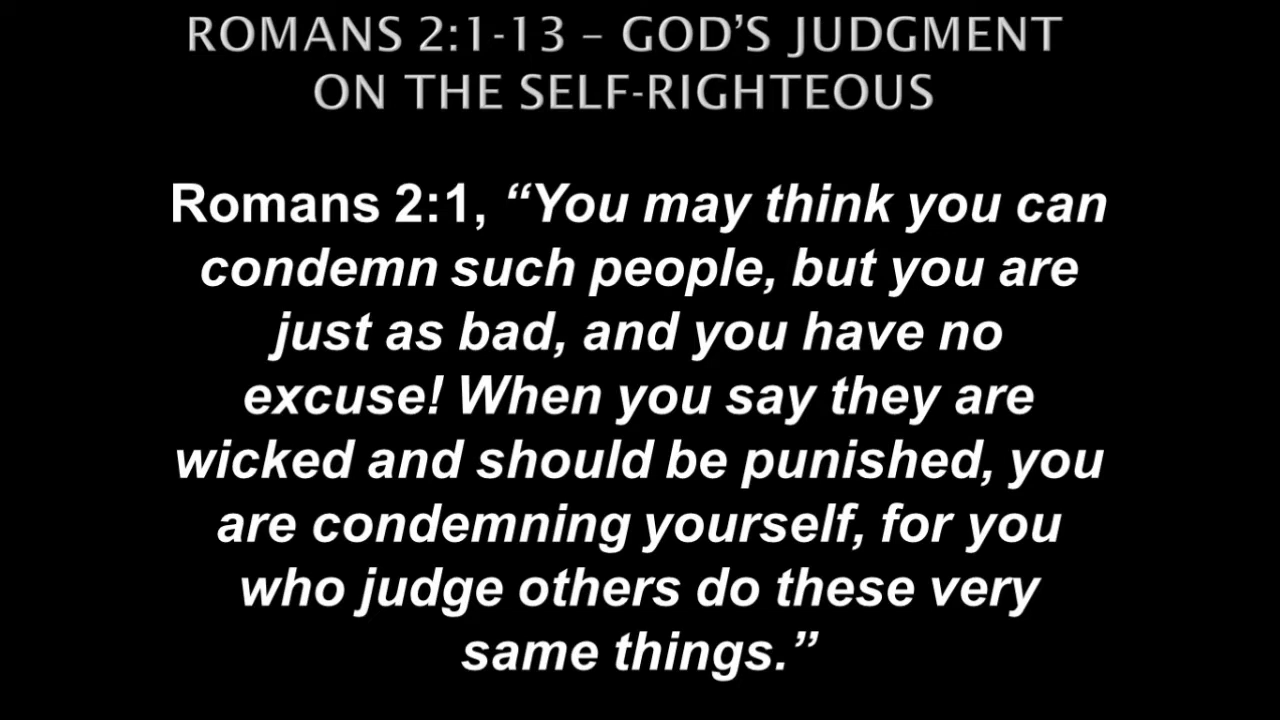 ROMANS 2:1-13 – GOD’S JUDGMENT
ON THE SELF-RIGHTEOUS
Romans 2:1, “You may think you can
condemn such people, but you are
just as bad, and you have no
excuse! When you say they are
wicked and should be punished, you
are condemning yourself, for you
who judge others do these very
same things.”